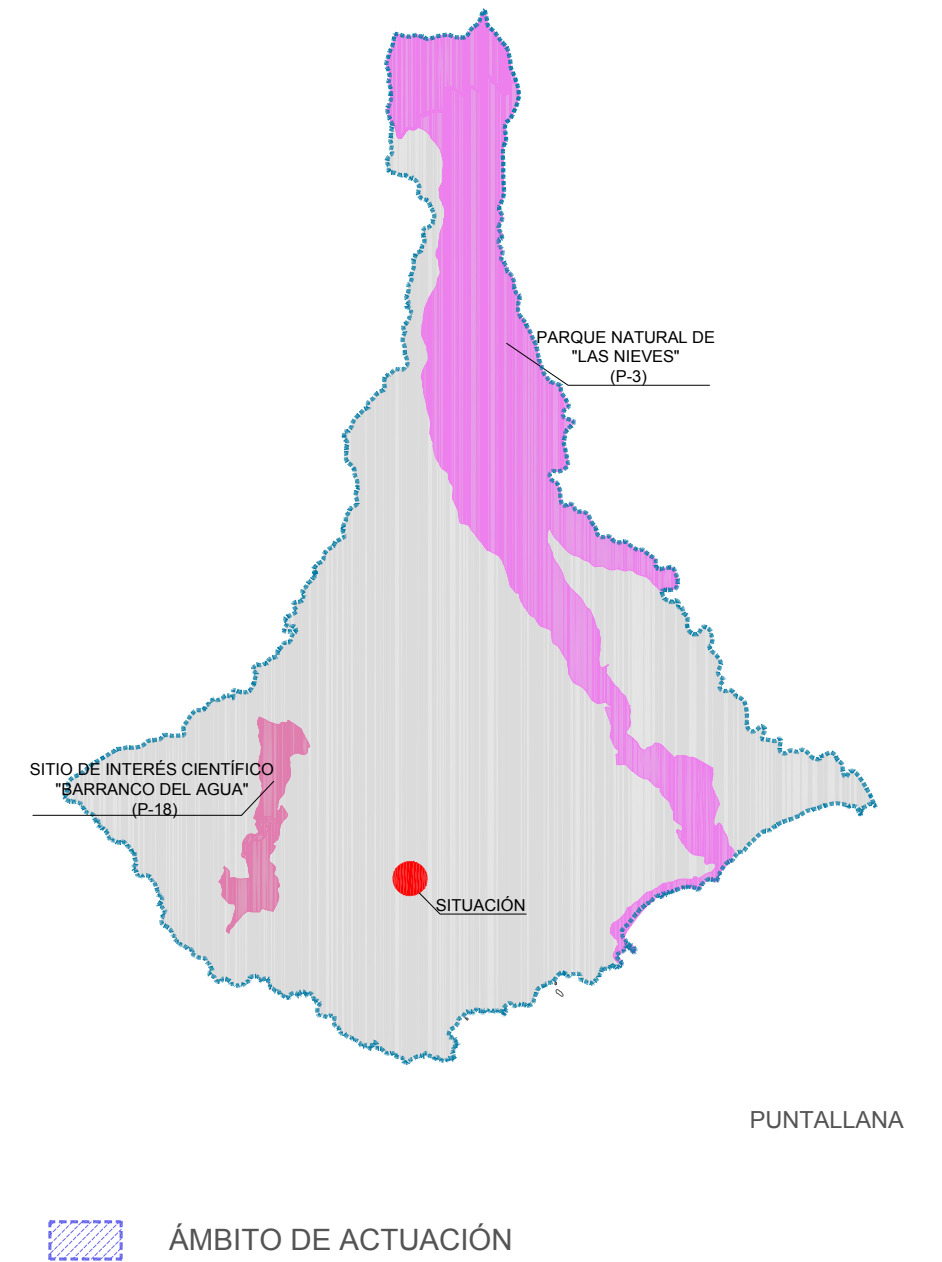 PARQUE NATURAL DE
"LAS NIEVES"
(P-3)
SITIO DE INTERÉS CIENTÍFICO
"BARRANCO DEL AGUA"
(P-18)
SITUACIÓN
PUNTALLANA
ÁMBITO DE ACTUACIÓN